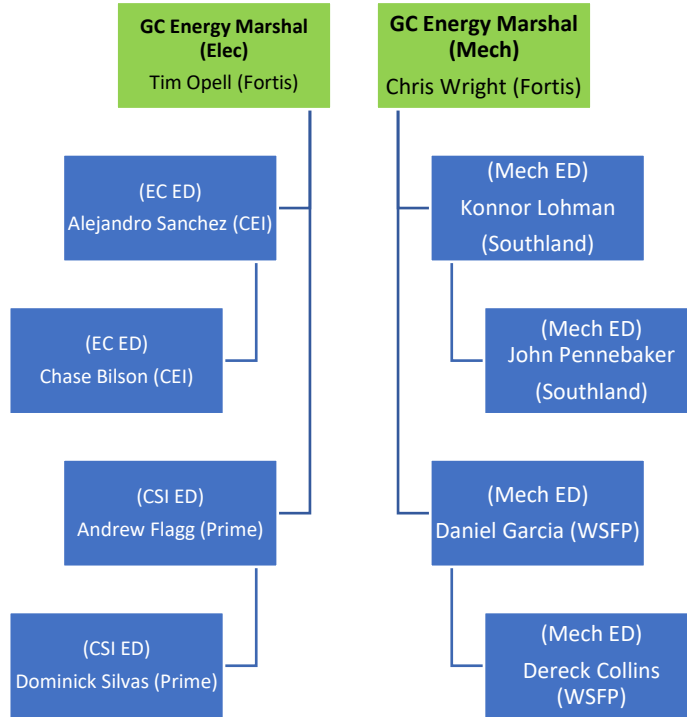 GC Energy Marshal
(Elec)
Tim Opell (Fortis)
(EC ED)
Alejandro Sanchez (CEI)
(EC ED)
Chase Bilson (CEI)
(CSI ED)
Andrew Flagg (Prime)
(CSI ED)
Dominick Silvas (Prime)
GC Energy Marshal
(Mech)
Chris Wright (Fortis)
(Mech ED)
Konnor Lohman
(Southland)
(Mech ED)
John Pennebaker
(Southland)
(Mech ED)
Daniel Garcia (WSFP)
(Mech ED)
Dereck Collins
(WSFP)